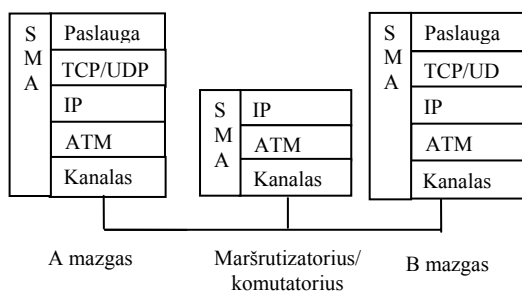 S
M
A
Paslauga
TCP/UDP
IP
ATM
Kanalas
S
M
A
IP
ATM
Kanalas
S
M
A
Paslauga
TCP/UD
IP
ATM
Kanalas
A mazgas
Maršrutizatorius/
komutatorius
B mazgas